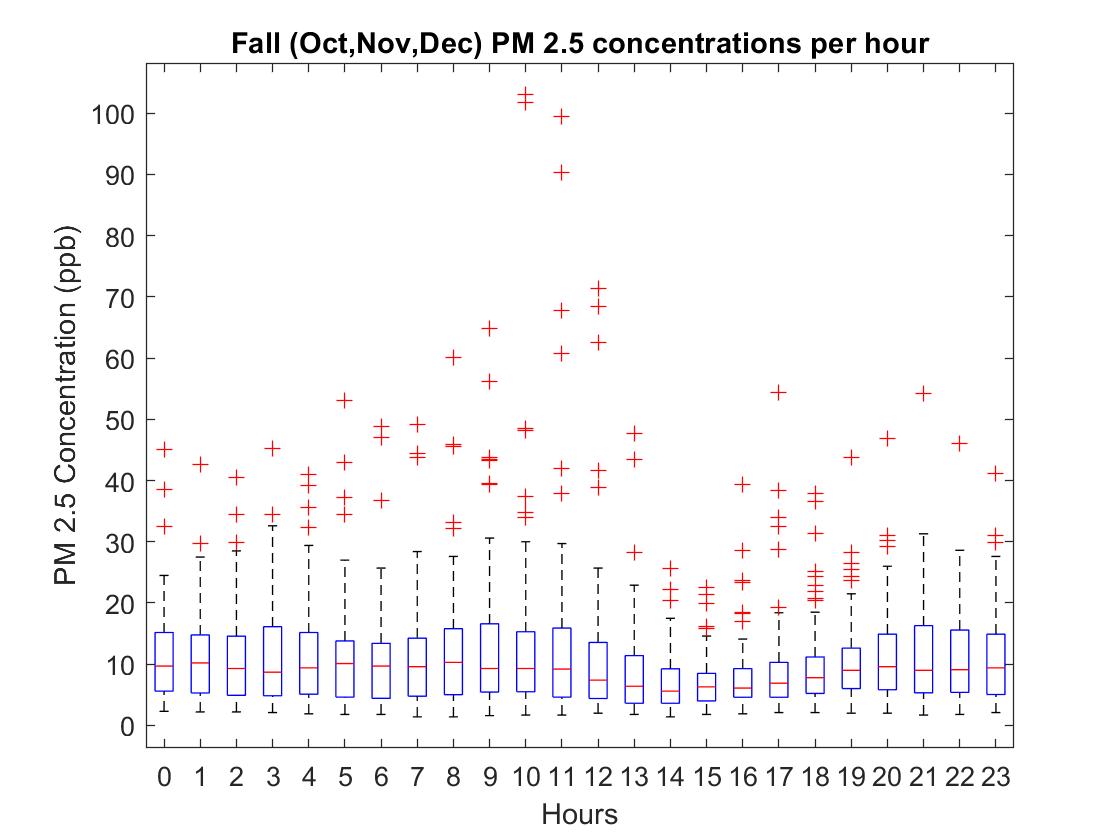 Fall (Oct,Nov,Dec) PM 2.5 concentrations per hour
PM 2.5 Concentration (ppb)
100
90
80
70
60
50
40
30
20
10
0
0 1 2 3 4 5 6 7 8 9 10 11 12 13 14 15 16 17 18 19 20 21 22 23
Hours